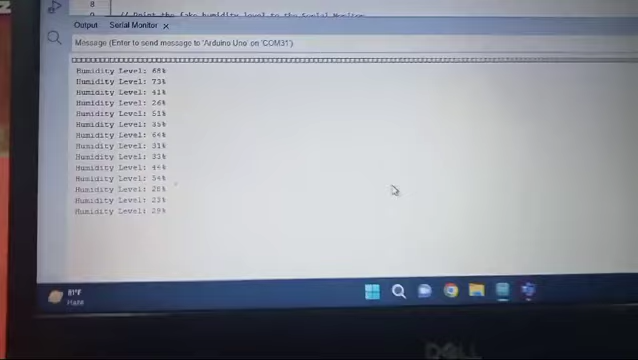 8
9 // Print the fake humidity level to the Serial Monitor
Output Serial Monitor x
Message (Enter to send message to 'Arduino Uno' on 'COM31')
Humidity Level: 68%
Humidity Level: 73%
Humidity Level: 41%
Humidity Level: 26%
Humidity Level: 51%
Humidity Level: 35%
Humidity Level: 64%
Humidity Level: 31%
Humidity Level: 33%
Humidity Level: 44%
Humidity Level: 54%
Humidity Level: 28%
Humidity Level: 23%
Humidity Level: 29%
81°F
Haze
DELL